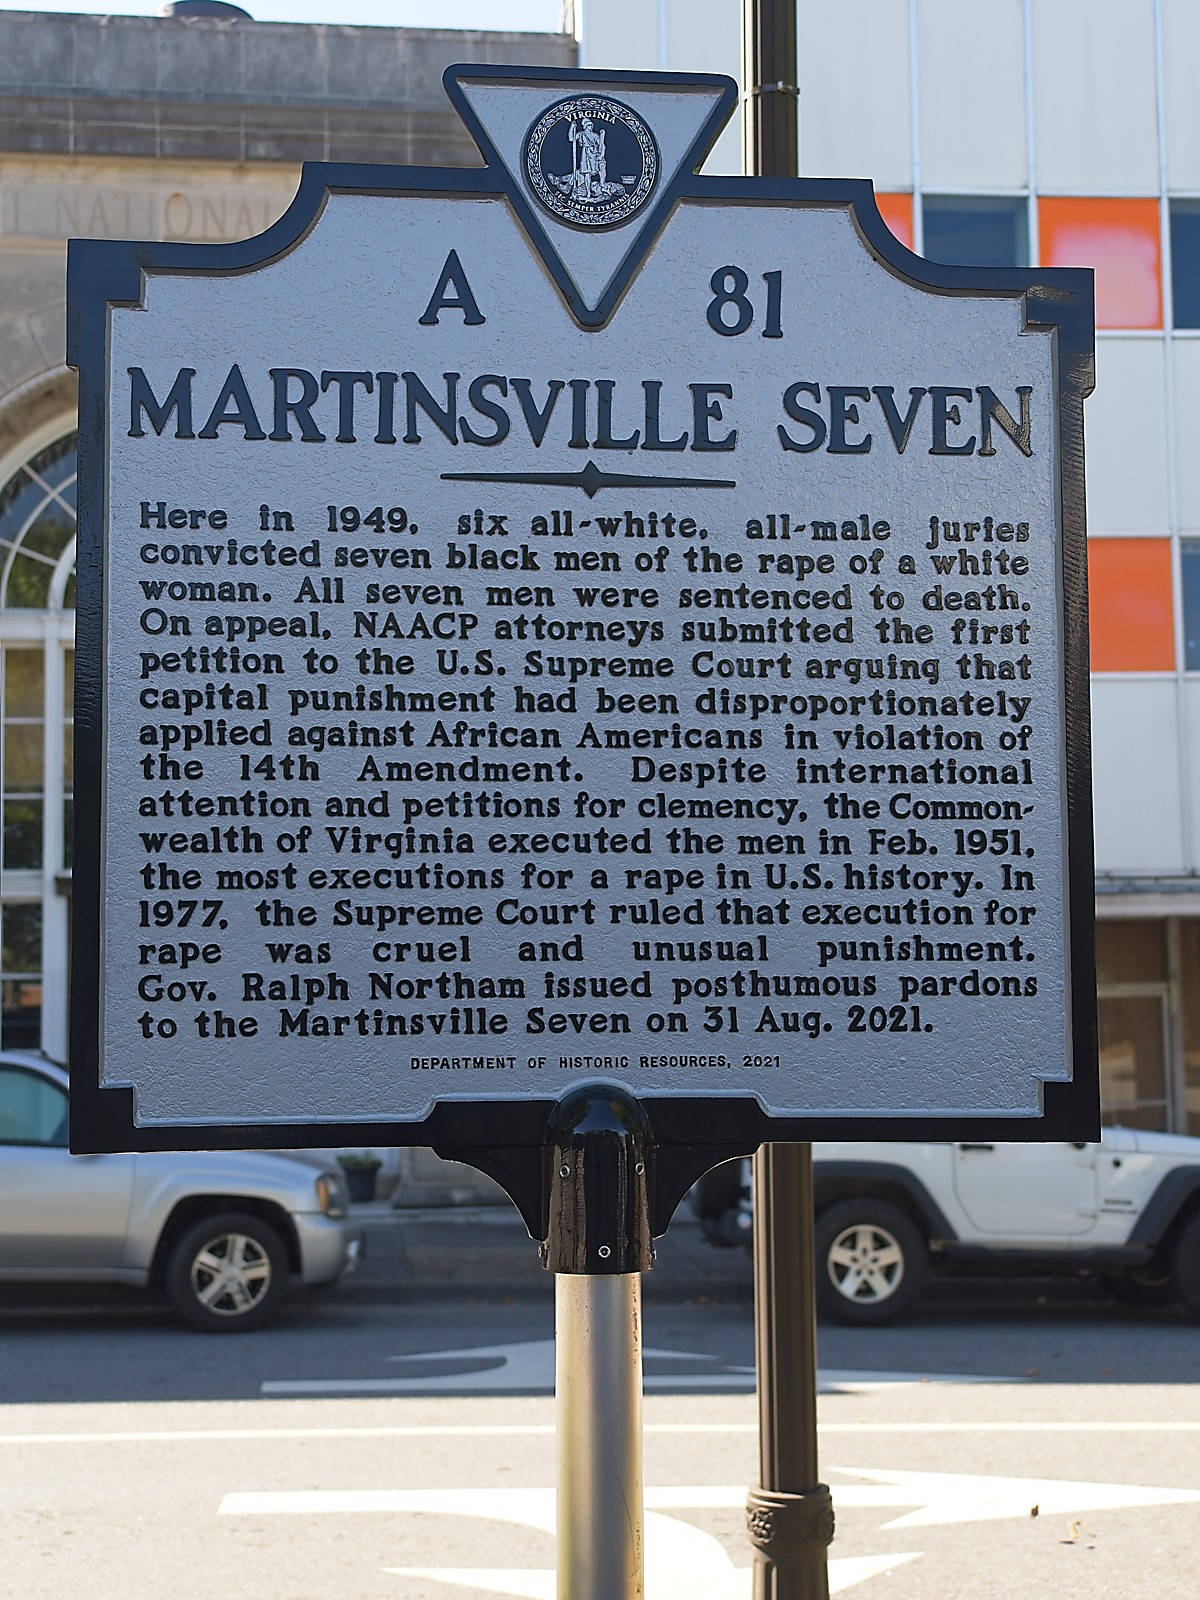 VIRGINIA
SIC SEMPER TYRANNIS
A 81
MARTINSVILLE SEVEN
Here in 1949, six all-white, all-male juries
convicted seven black men of the rape of a white
woman. All seven men were sentenced to death.
On appeal, NAACP attorneys submitted the first
petition to the U.S. Supreme Court arguing that
capital punishment had been disproportionately
applied against African Americans in violation of
the 14th Amendment. Despite international
attention and petitions for clemency, the Common-
wealth of Virginia executed the men in Feb. 1951,
the most executions for a rape in U.S. history. In
1977, the Supreme Court ruled that execution for
rape was cruel and unusual punishment.
Gov. Ralph Northam issued posthumous pardons
to the Martinsville Seven on 31 Aug. 2021.
DEPARTMENT OF HISTORIC RESOURCES, 2021